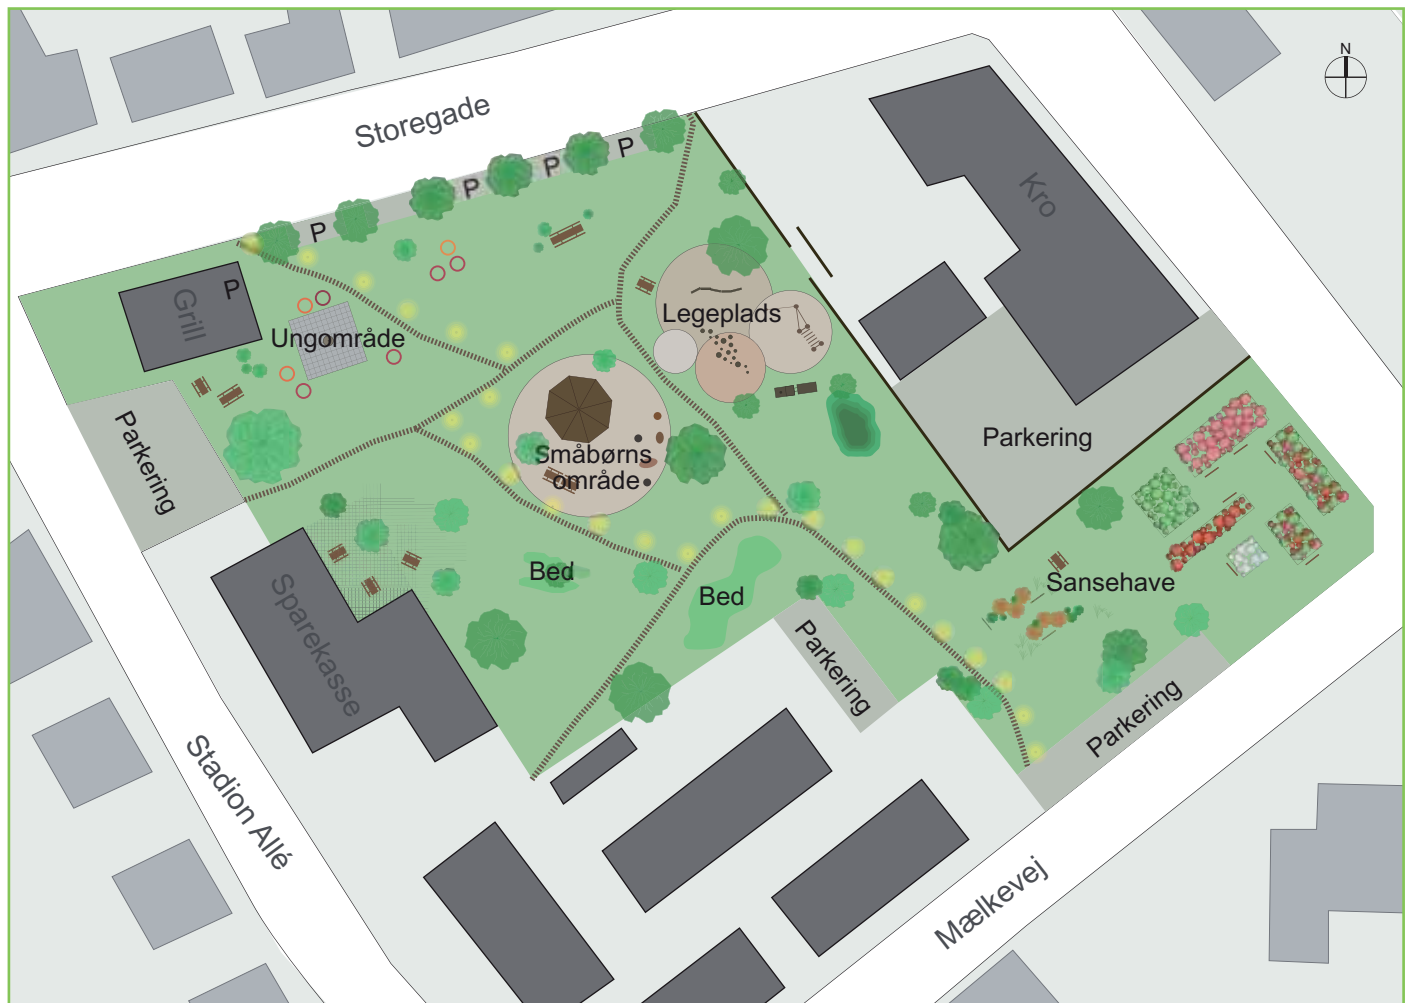 N
Storegade
P
P
P
P
Kro
P
Grill
Legeplads
Ungområde
Parkering
Parkering
Småbørns
område
Bed
Sansehave
Bed
Sparekasse
Parkering
Parkering
Stadion Allé
Mælkevej